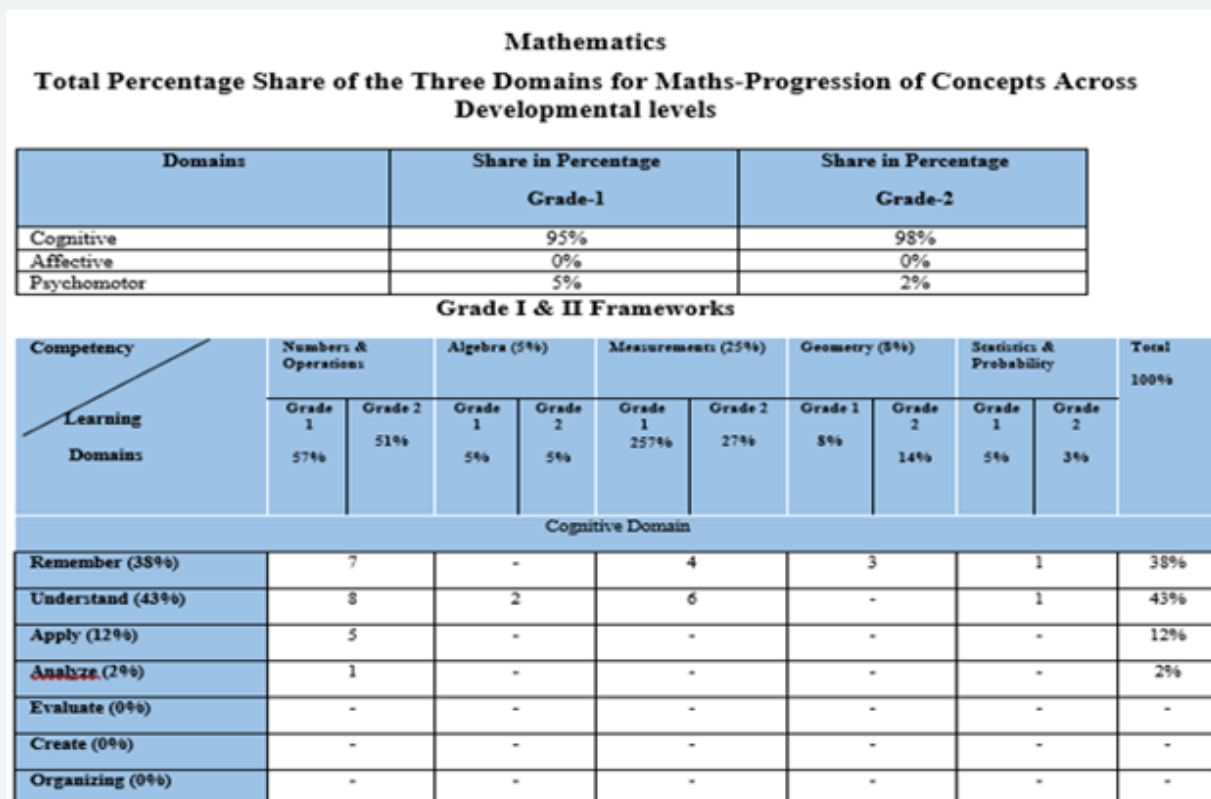 Mathematics
Total Percentage Share of the Three Domains for Maths-Progression of Concepts Across
Developmental levels
Domains Share in Percentage Share in Percentage
Grade-1 Grade-2
Cognitive 95% 98%
Affective 0% 0%
Psychomotor 5% 2%
Grade I & II Frameworks
Competency Numbers & Algebra (5%) Measurements (25%) Geometry (8%) Statistics & Total
Operations Probability
100%
Learning Grade Grade 2 Grade Grade Grade Grade 2 Grade 1 Grade Grade Grade
1 1 2 1 2 1 2
51% 257% 27% 8%
Domains 57% 5% 5% 14% 5% 3%
Cognitive Domain
Remember (38%) 7 - 4 3 1 38%
Understand (43%) 8 2 6 - 1 43%
Apply (12%) 5 - - - - 12%
Analyze (2%) 1 - - - - 2%
Evaluate (0%) - - - - - -
Create (0%) - - - - - -
Organizing (0%) - - - - - -